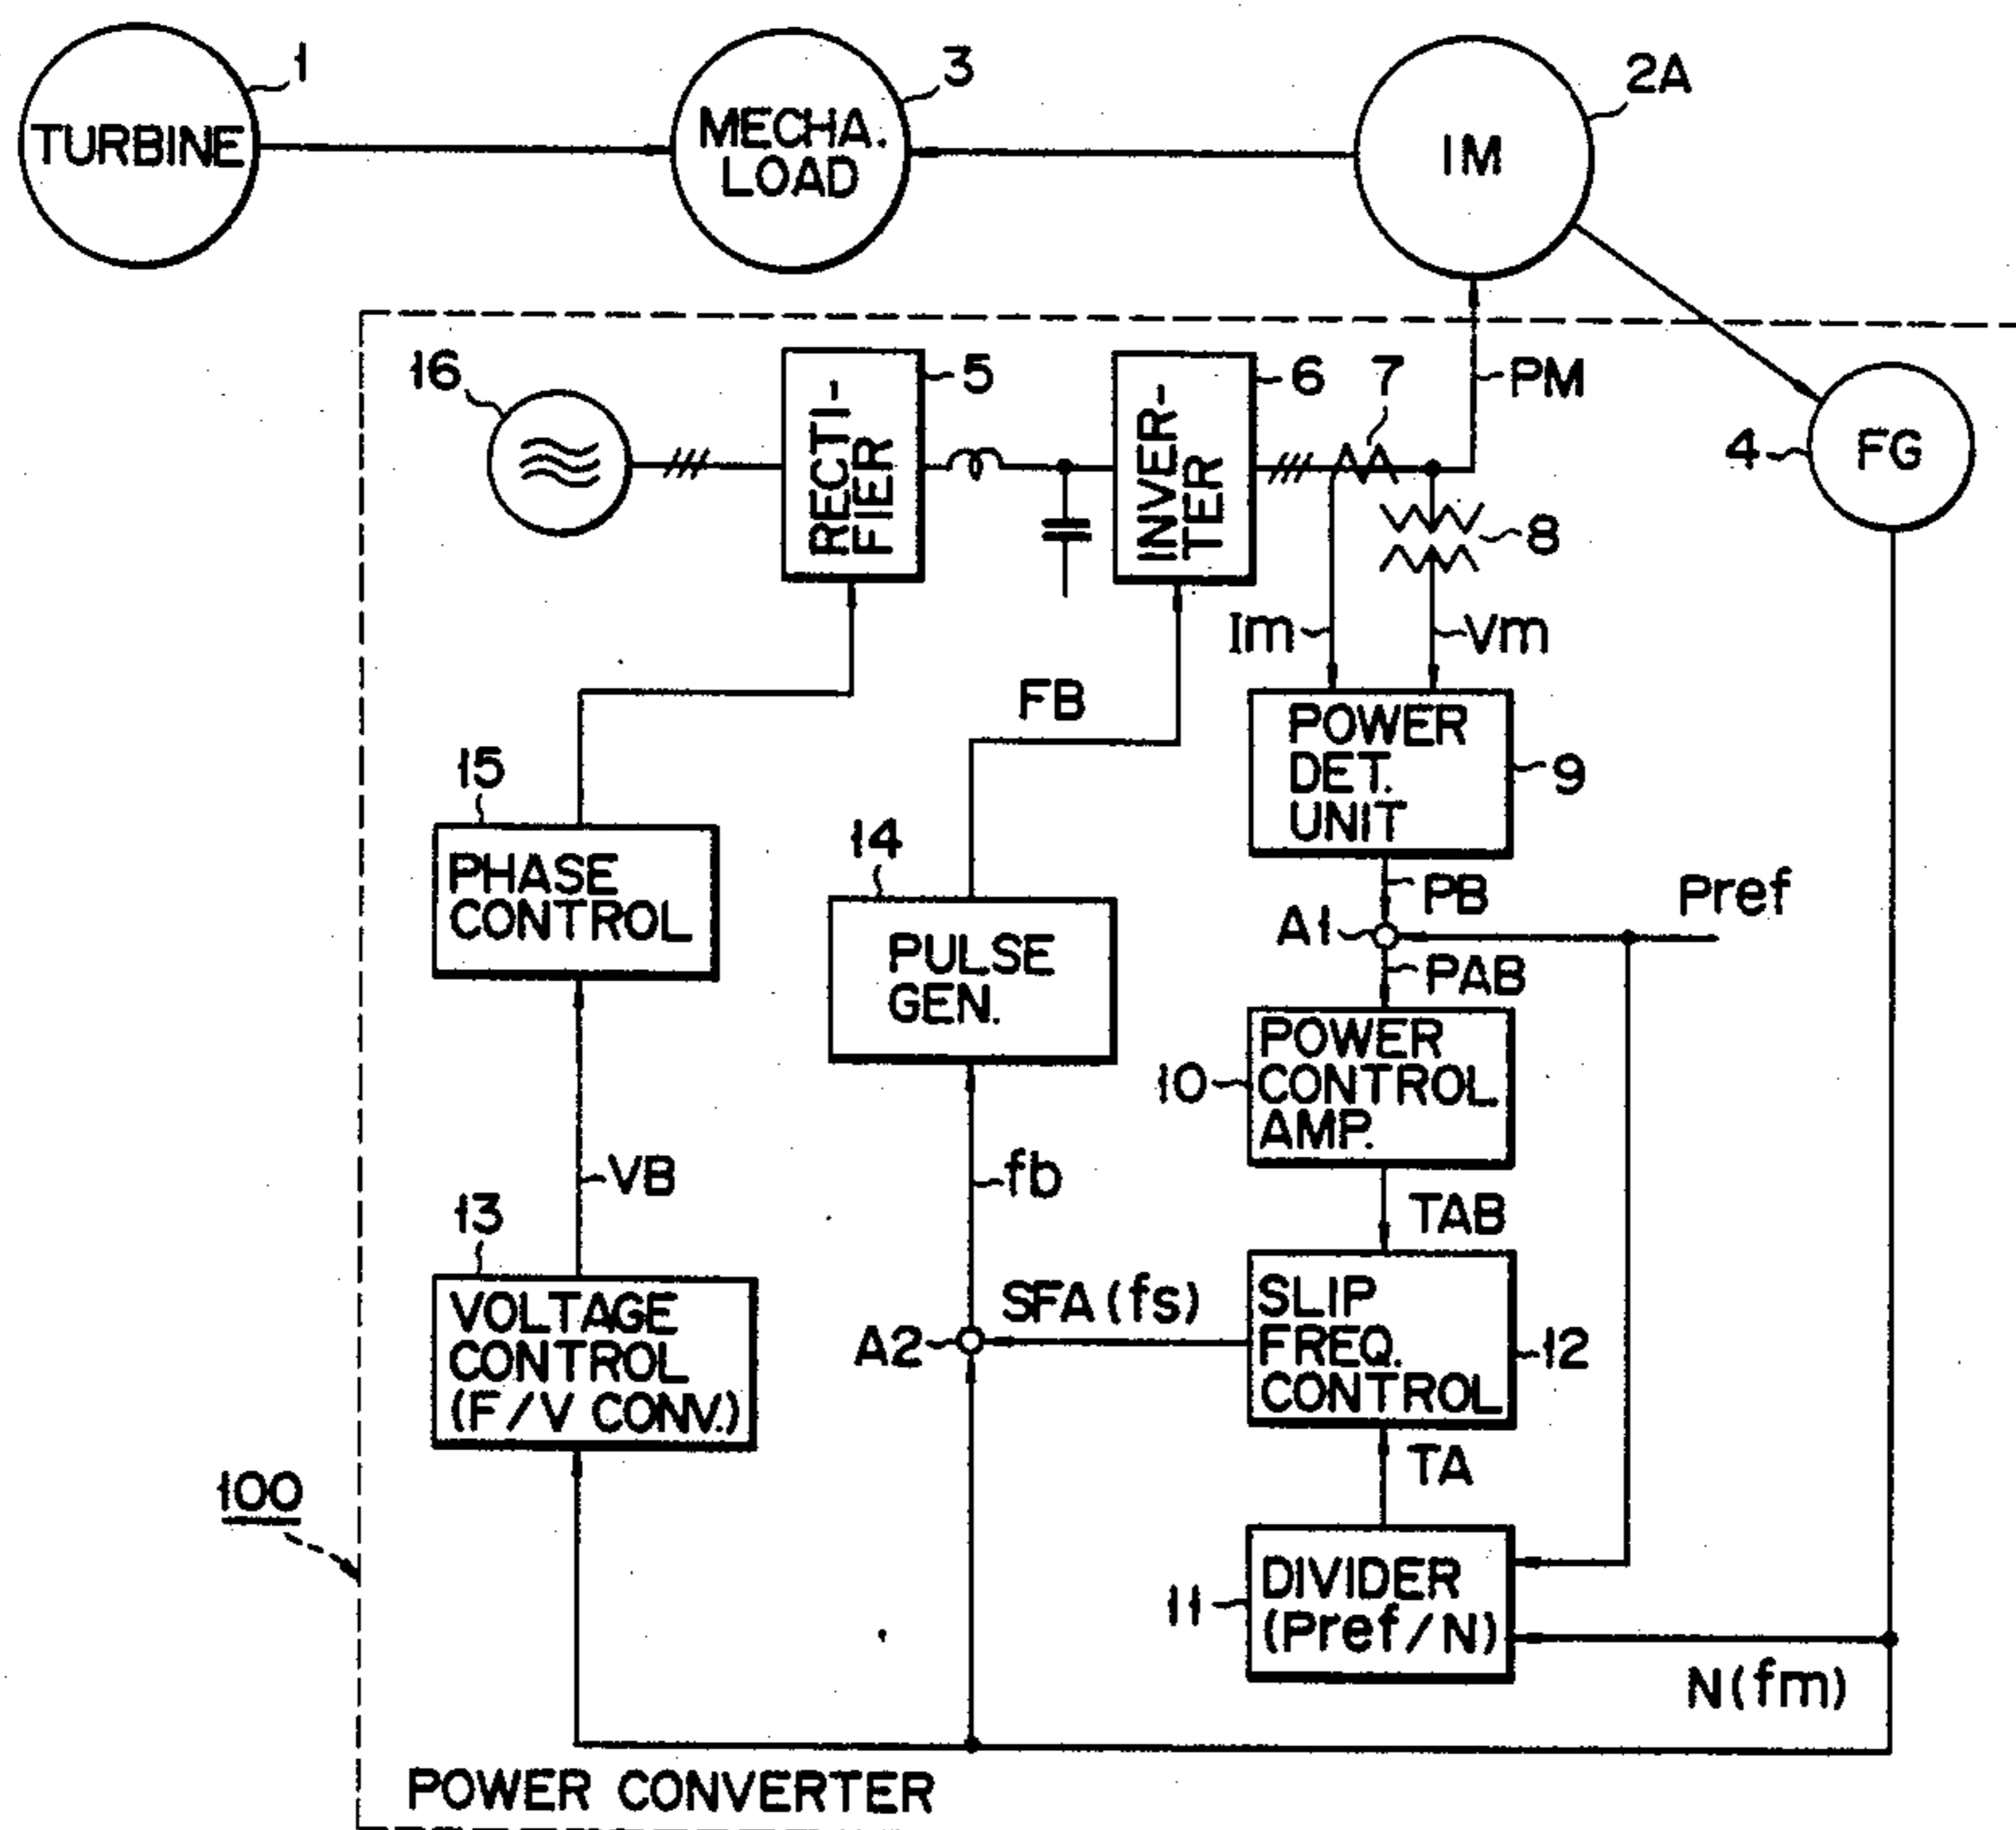 1
TURBINE
3
MECHA.
LOAD
2A
IM
16
RECTI-
FIER
5
INVER-
TER
6
7
PM
4
FG
8
Im
Vm
FB
POWER
DET.
UNIT
9
15
PHASE
CONTROL
14
PULSE
GEN.
PB
Pref
A1
PAB
10
POWER
CONTROL
AMP.
VB
fb
TAB
13
VOLTAGE
CONTROL
(F/V CONV.)
A2
SFA(fs)
SLIP
FREQ.
CONTROL
12
TA
100
11
DIVIDER
(Pref/N)
N(fm)
POWER CONVERTER